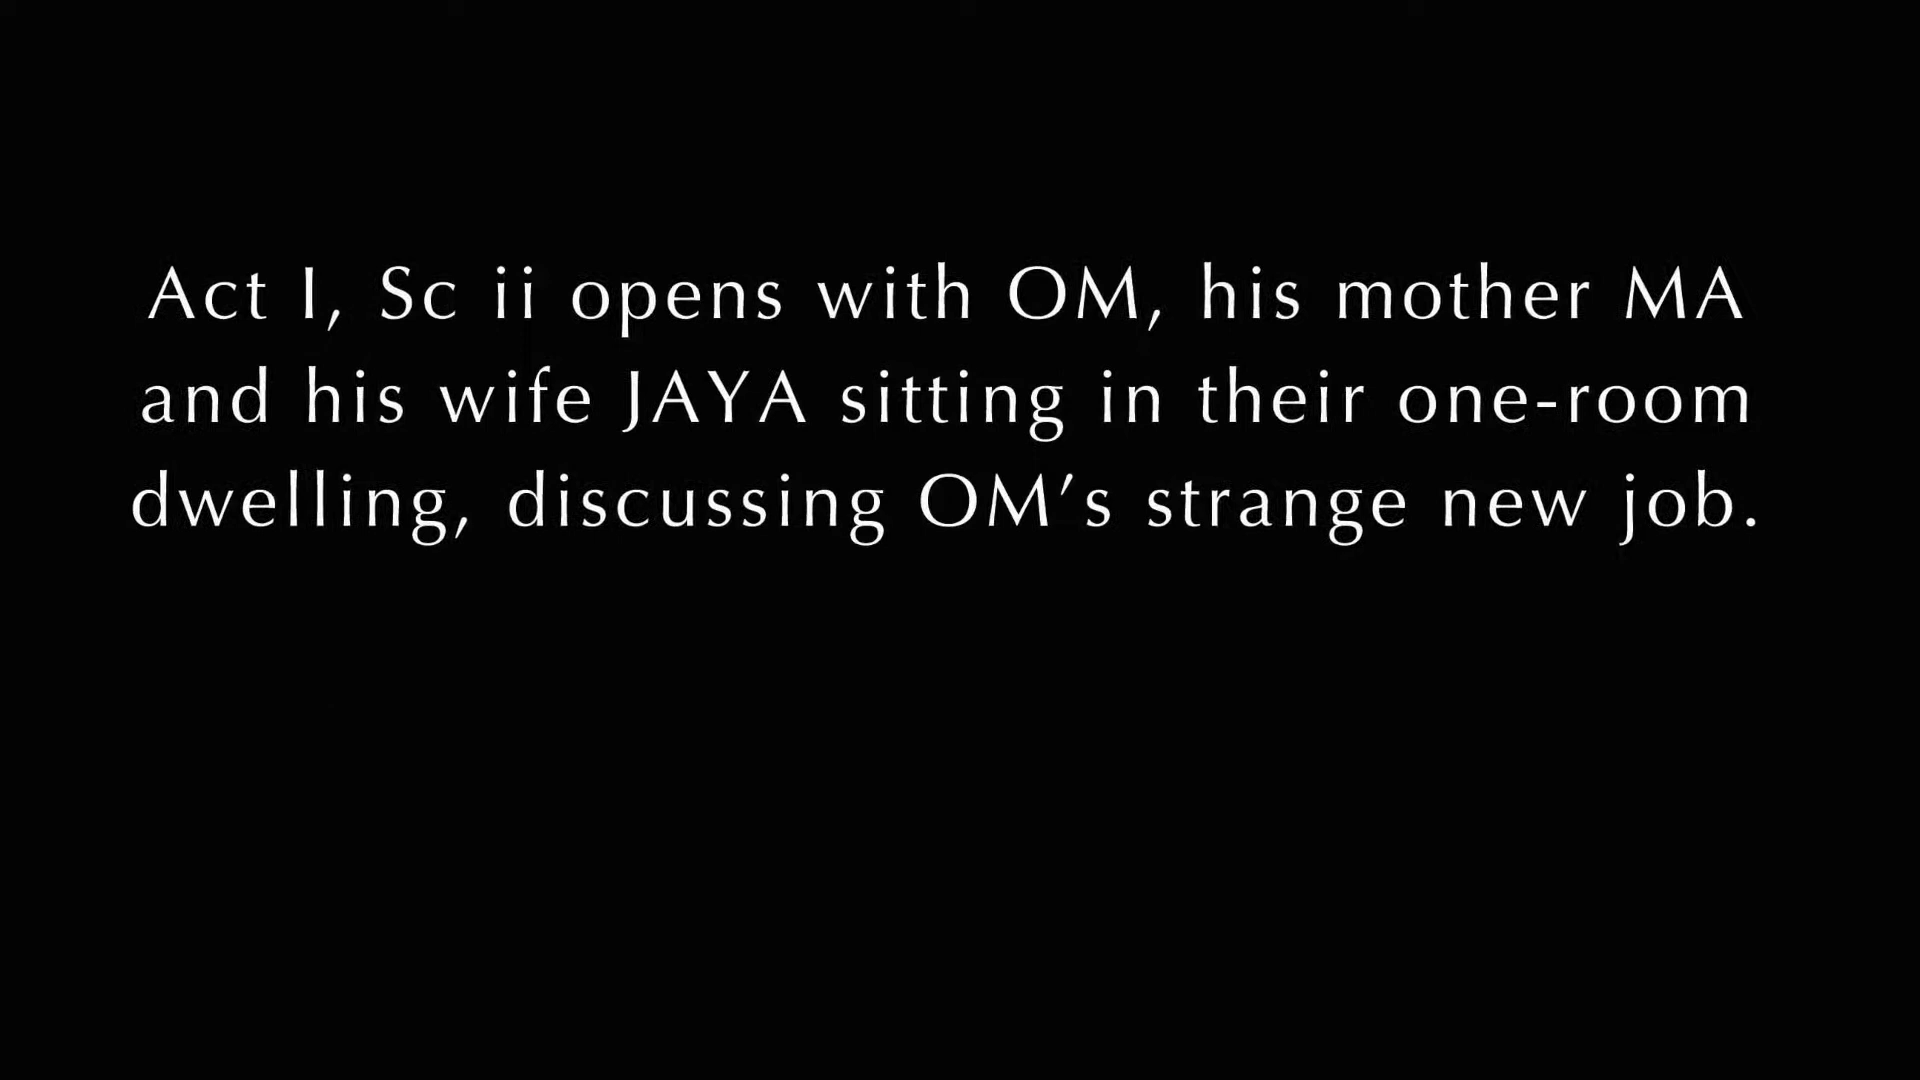 Act I, Sc ii opens with OM, his mother MA
and his wife JAYA sitting in their one-room
dwelling, discussing OM’s strange new job.